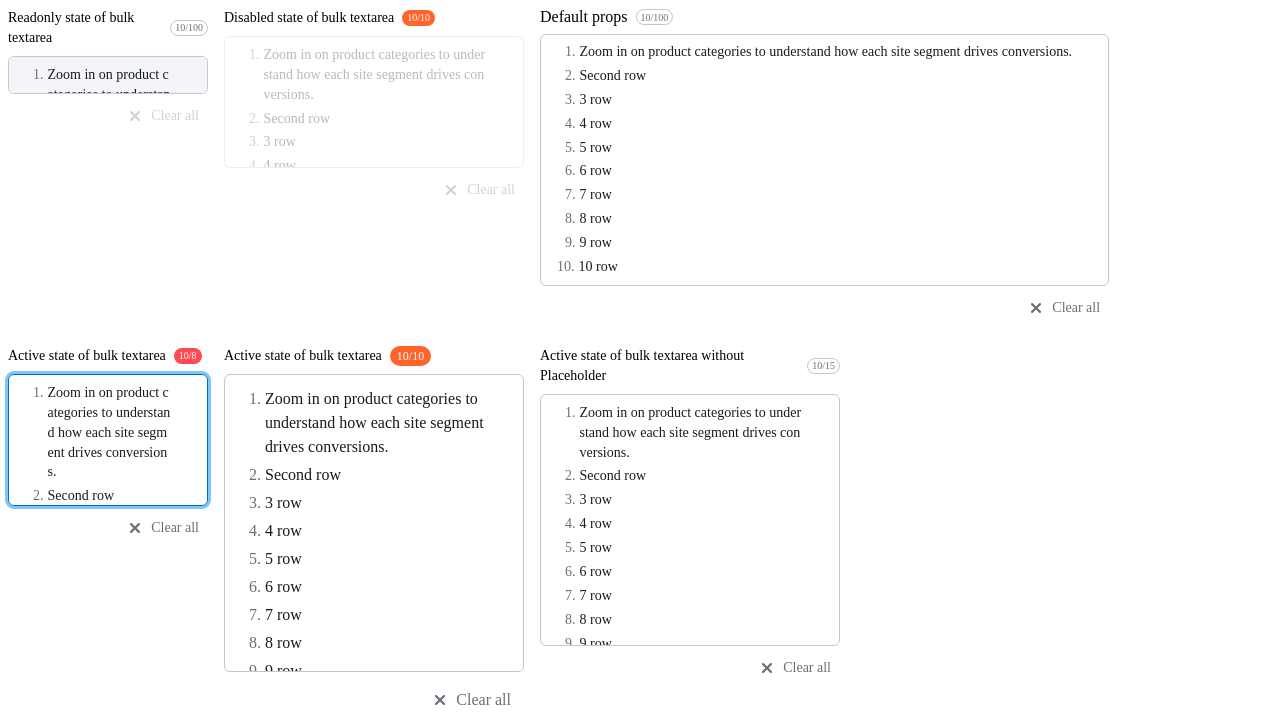 Readonly state of bulk
textarea
10/100
1. Zoom in on product c
ategories to understan
Clear all
Disabled state of bulk textarea 10/10
1. Zoom in on product categories to under
stand how each site segment drives con
versions.
2. Second row
3. 3 row
4. 4 row
Clear all
Default props 10/100
1. Zoom in on product categories to understand how each site segment drives conversions.
2. Second row
3. 3 row
4. 4 row
5. 5 row
6. 6 row
7. 7 row
8. 8 row
9. 9 row
10. 10 row
Clear all
Active state of bulk textarea 10/8
1. Zoom in on product c
ategories to understan
d how each site segm
ent drives conversion
s.
2. Second row
Clear all
Active state of bulk textarea 10/10
1. Zoom in on product categories to
understand how each site segment
drives conversions.
2. Second row
3. 3 row
4. 4 row
5. 5 row
6. 6 row
7. 7 row
8. 8 row
9. 9 row
Clear all
Active state of bulk textarea without
Placeholder
10/15
1. Zoom in on product categories to under
stand how each site segment drives con
versions.
2. Second row
3. 3 row
4. 4 row
5. 5 row
6. 6 row
7. 7 row
8. 8 row
9. 9 row
Clear all